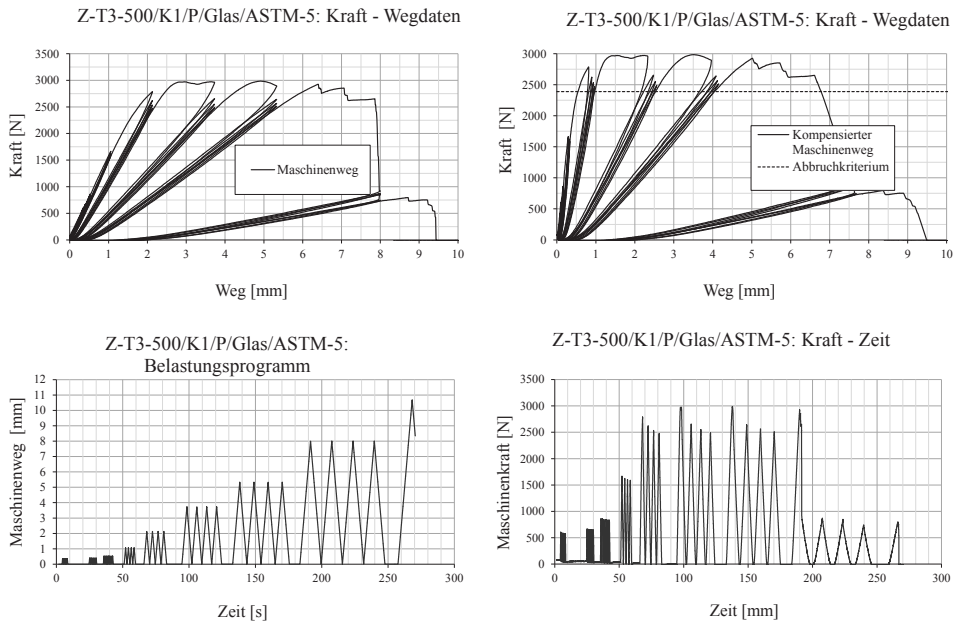 Z-T3-500/K1/P/Glas/ASTM-5: Kraft - Wegdaten
3500
3000
2500
2000
1500
1000
500
0
Kraft [N]
Maschinenweg
0 1 2 3 4 5 6 7 8 9 10
Weg [mm]
Z-T3-500/K1/P/Glas/ASTM-5: Kraft - Wegdaten
3500
3000
2500
2000
1500
1000
500
0
Kraft [N]
Kompensierter
Maschinenweg
Abbruchkriterium
0 1 2 3 4 5 6 7 8 9 10
Weg [mm]
Z-T3-500/K1/P/Glas/ASTM-5:
Belastungsprogramm
12
11
10
9
8
7
6
5
4
3
2
1
0
Maschinenweg [mm]
0 50 100 150 200 250 300
Zeit [s]
Z-T3-500/K1/P/Glas/ASTM-5: Kraft - Zeit
3500
3000
2500
2000
1500
1000
500
0
Maschinenkraft [N]
0 50 100 150 200 250 300
Zeit [mm]